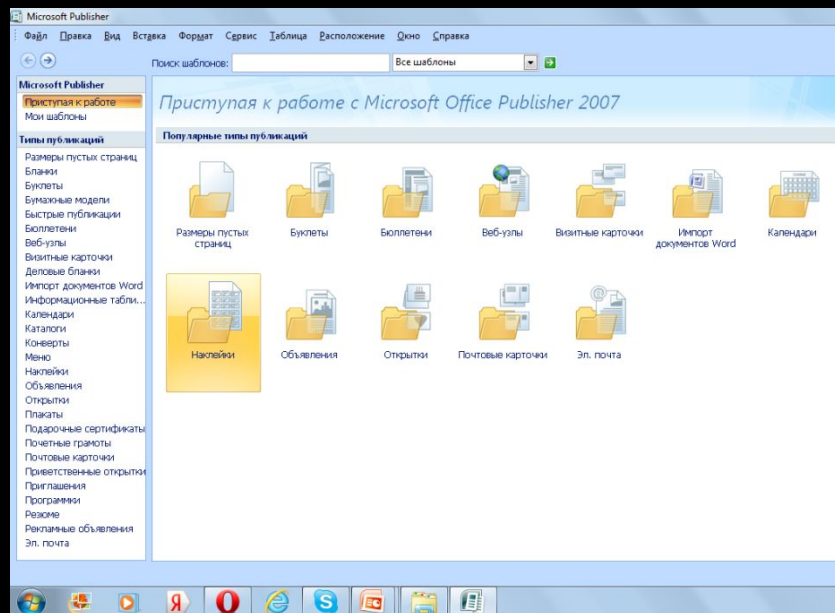 Microsoft Publisher
Файл Правка Вид Вставка Формат Сервис Таблица Расположение Окно Справка
Поиск шаблонов: Все шаблоны
Microsoft Publisher
Приступая к работе
Мои шаблоны
Типы публикаций
Размеры пустых страниц
Бланки
Буклеты
Бумажные модели
Быстрые публикации
Бюллетени
Веб-узлы
Визитные карточки
Деловые бланки
Импорт документов Word
Информационные табли...
Календари
Каталоги
Конверты
Меню
Наклейки
Объявления
Открытки
Плакаты
Подарочные сертификаты
Почетные грамоты
Почтовые карточки
Приветственные открытки
Приглашения
Программки
Резюме
Рекламные объявления
Эл. почта
Приступая к работе с Microsoft Office Publisher 2007
Популярные типы публикаций
Размеры пустых страниц
Буклеты
Бюллетени
Веб-узлы
Визитные карточки
Импорт документов Word
Календари
Наклейки
Объявления
Открытки
Почтовые карточки
Эл. почта